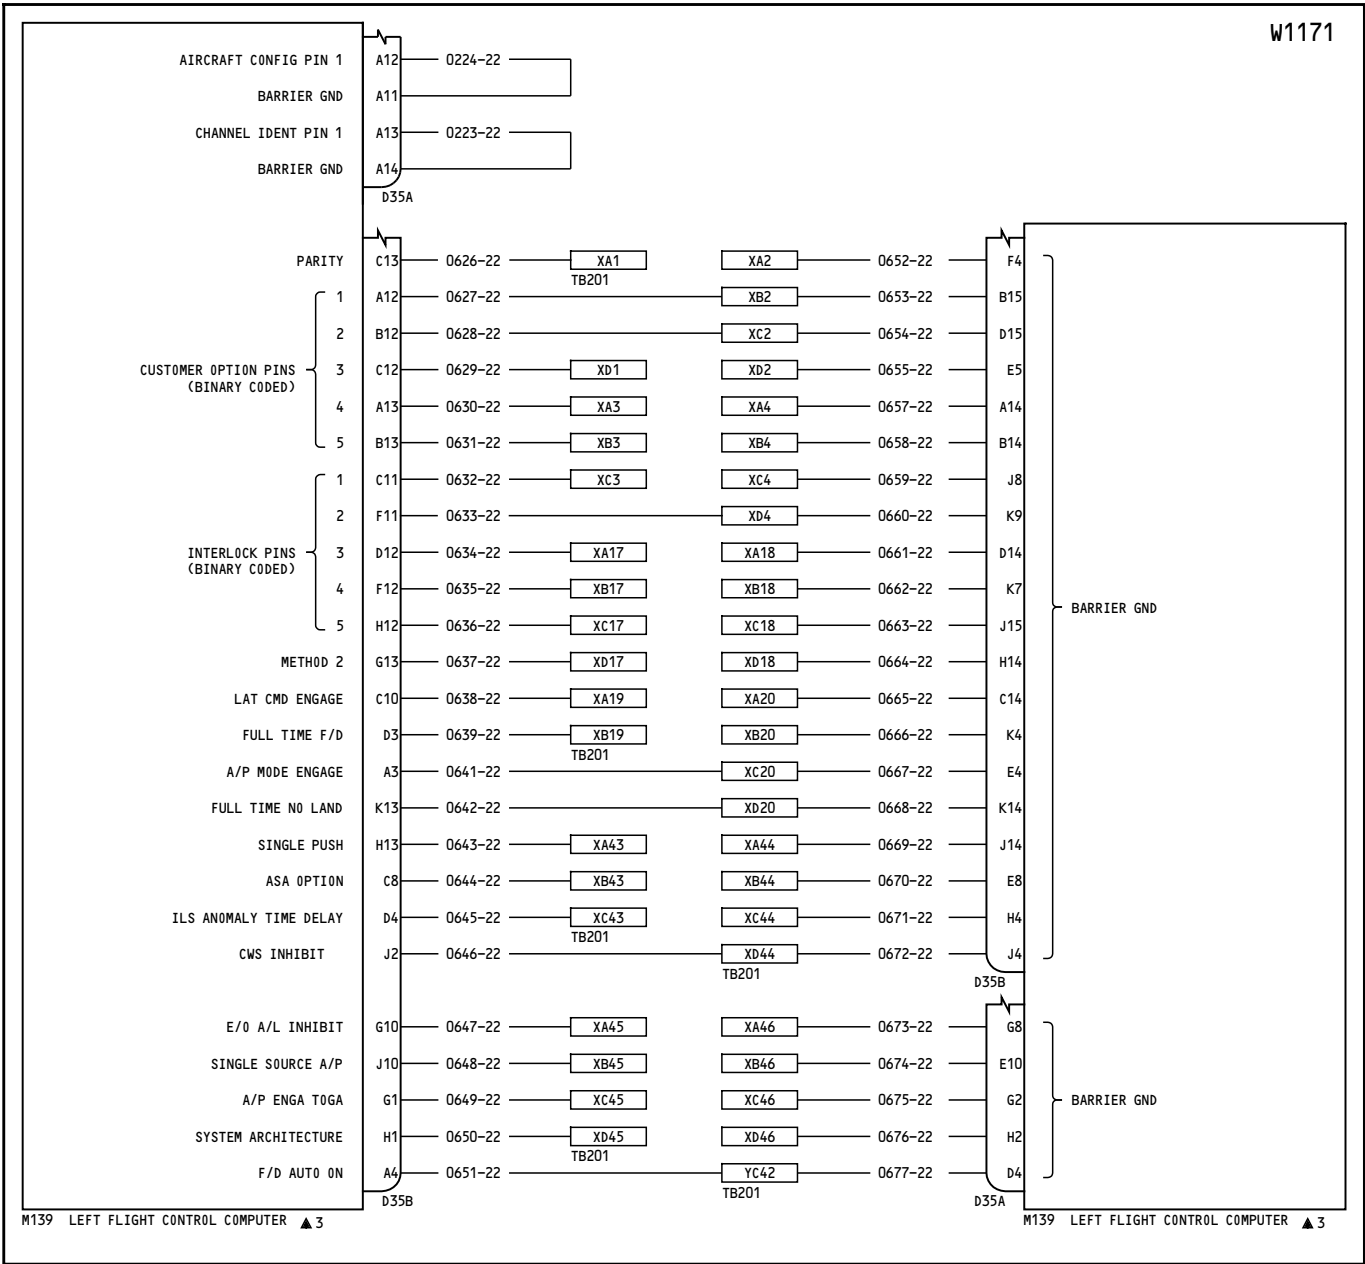 W1171
AIRCRAFT CONFIG PIN 1 A12 0224-22
BARRIER GND A11
CHANNEL IDENT PIN 1 A13 0223-22
BARRIER GND A14
D35A
PARITY C13 0626-22 XA1 XA2 0652-22 F4
TB201
1 A12 0627-22 XB2 0653-22 B15
2 B12 0628-22 XC2 0654-22 D15
CUSTOMER OPTION PINS 3 C12 0629-22 XD1 XD2 0655-22 E5
(BINARY CODED)
4 A13 0630-22 XA3 XA4 0657-22 A14
5 B13 0631-22 XB3 XB4 0658-22 B14
1 C11 0632-22 XC3 XC4 0659-22 J8
2 F11 0633-22 XD4 0660-22 K9
INTERLOCK PINS 3 D12 0634-22 XA17 XA18 0661-22 D14
(BINARY CODED)
4 F12 0635-22 XB17 XB18 0662-22 K7
BARRIER GND
5 H12 0636-22 XC17 XC18 0663-22 J15
METHOD 2 G13 0637-22 XD17 XD18 0664-22 H14
LAT CMD ENGAGE C10 0638-22 XA19 XA20 0665-22 C14
FULL TIME F/D D3 0639-22 XB19 XB20 0666-22 K4
TB201
A/P MODE ENGAGE A3 0641-22 XC20 0667-22 E4
FULL TIME NO LAND K13 0642-22 XD20 0668-22 K14
SINGLE PUSH H13 0643-22 XA43 XA44 0669-22 J14
ASA OPTION C8 0644-22 XB43 XB44 0670-22 E8
ILS ANOMALY TIME DELAY D4 0645-22 XC43 XC44 0671-22 H4
TB201
CWS INHIBIT J2 0646-22 XD44 0672-22 J4
TB201
D35B
E/O A/L INHIBIT G10 0647-22 XA45 XA46 0673-22 G8
SINGLE SOURCE A/P J10 0648-22 XB45 XB46 0674-22 E10
A/P ENGA TOGA G1 0649-22 XC45 XC46 0675-22 G2 BARRIER GND
SYSTEM ARCHITECTURE H1 0650-22 XD45 XD46 0676-22 H2
TB201
F/D AUTO ON A4 0651-22 YC42 0677-22 D4
TB201
D35B D35A
M139 LEFT FLIGHT CONTROL COMPUTER 3 M139 LEFT FLIGHT CONTROL COMPUTER 3